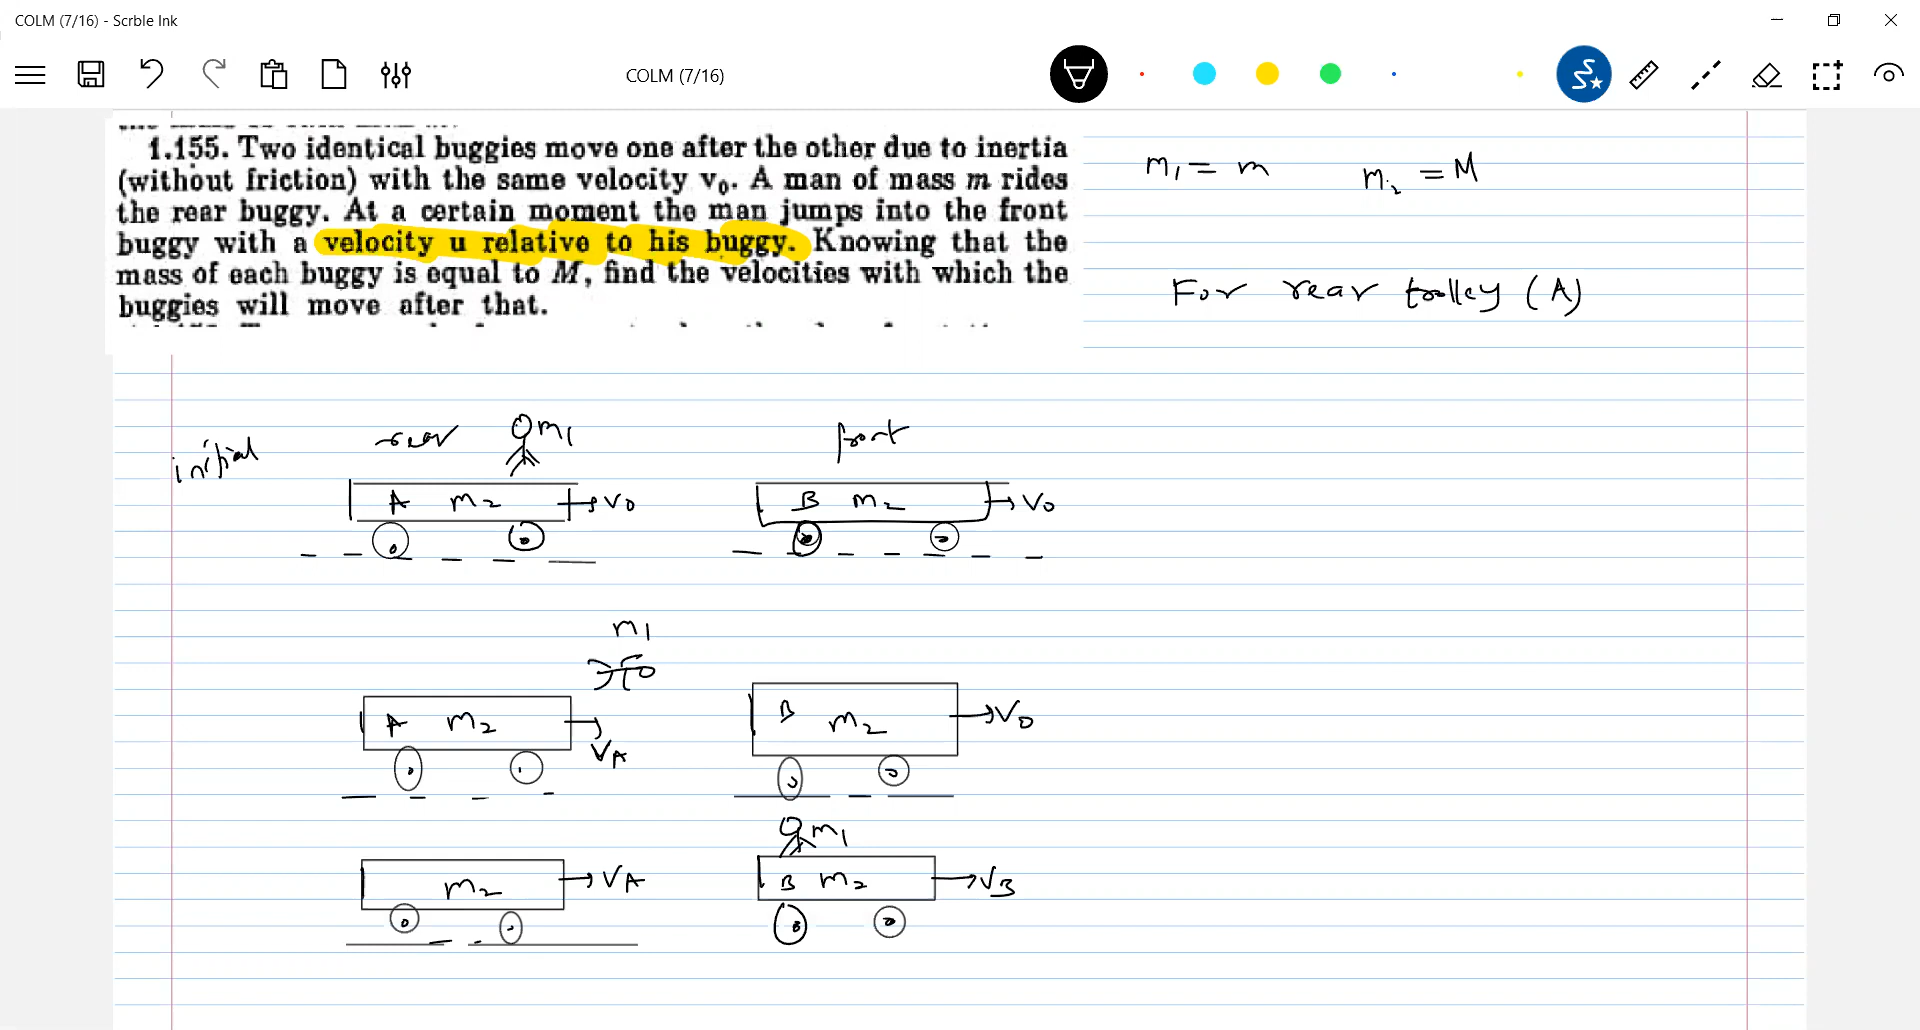 COLM (7/16) - Scrble Ink
COLM (7/16)
1.155. Two identical buggies move one after the other due to inertia
(without friction) with the same velocity v₀. A man of mass m rides
the rear buggy. At a certain moment the man jumps into the front
buggy with a velocity u relative to his buggy. Knowing that the
mass of each buggy is equal to M, find the velocities with which the
buggies will move after that.
m₁ = m m₂ = M
For rear trolley (A)
initial rear m₁ front
A m₂ → V₀ B m₂ → V₀
m₁
A m₂ → V_A B m₂ → V₀
m₁
m₂ → V_A B m₂ → V_B